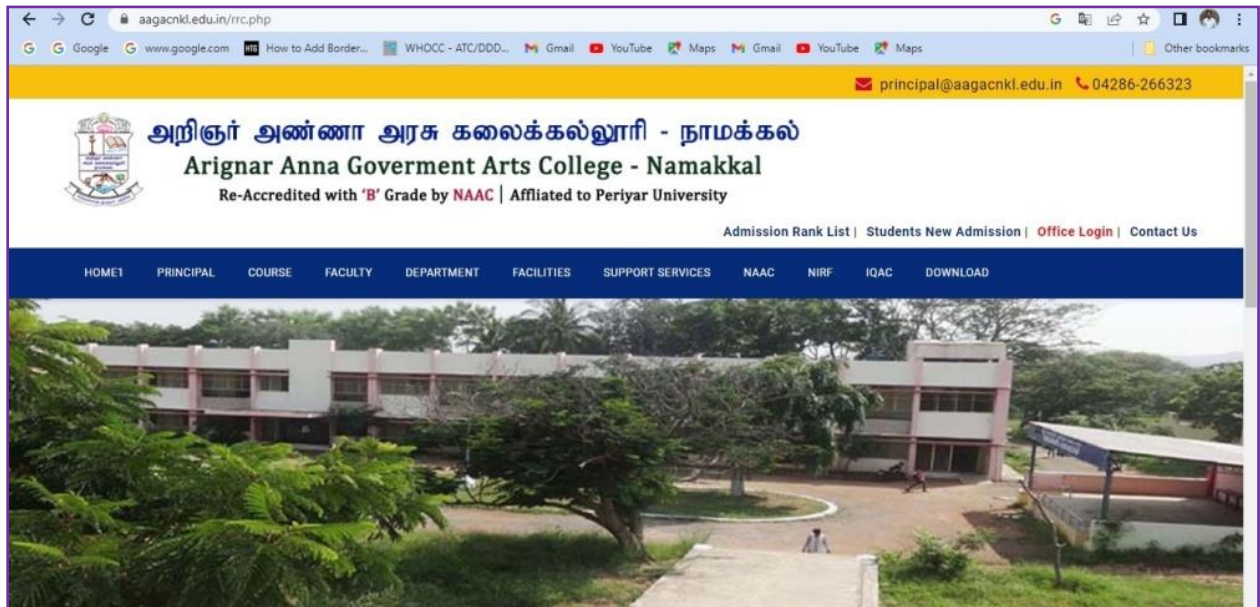 aagacnkl.edu.in/rrc.php
Google www.google.com HTG How to Add Border... WHOCC - ATC/DDD... Gmail YouTube Maps Gmail YouTube Maps Other bookmarks
principal@aagacnkl.edu.in 04286-266323
அறிஞர் அண்ணா அரசு கலைக்கல்லூரி - நாமக்கல்
Arignar Anna Goverment Arts College - Namakkal
Re-Accredited with 'B' Grade by NAAC | Affliated to Periyar University
Admission Rank List | Students New Admission | Office Login | Contact Us
HOME1 PRINCIPAL COURSE FACULTY DEPARTMENT FACILITIES SUPPORT SERVICES NAAC NIRF IQAC DOWNLOAD